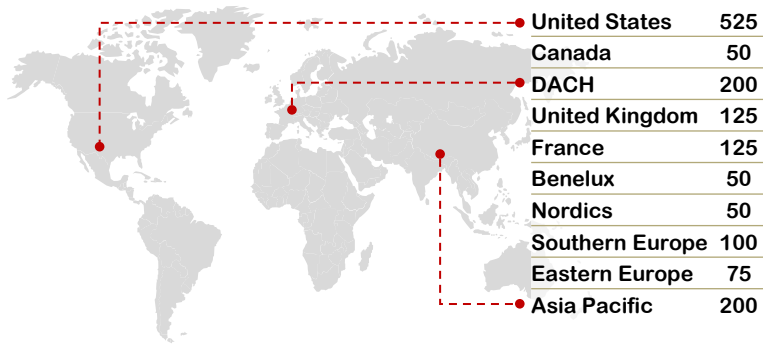 United States 525
Canada 50
DACH 200
United Kingdom 125
France 125
Benelux 50
Nordics 50
Southern Europe 100
Eastern Europe 75
Asia Pacific 200